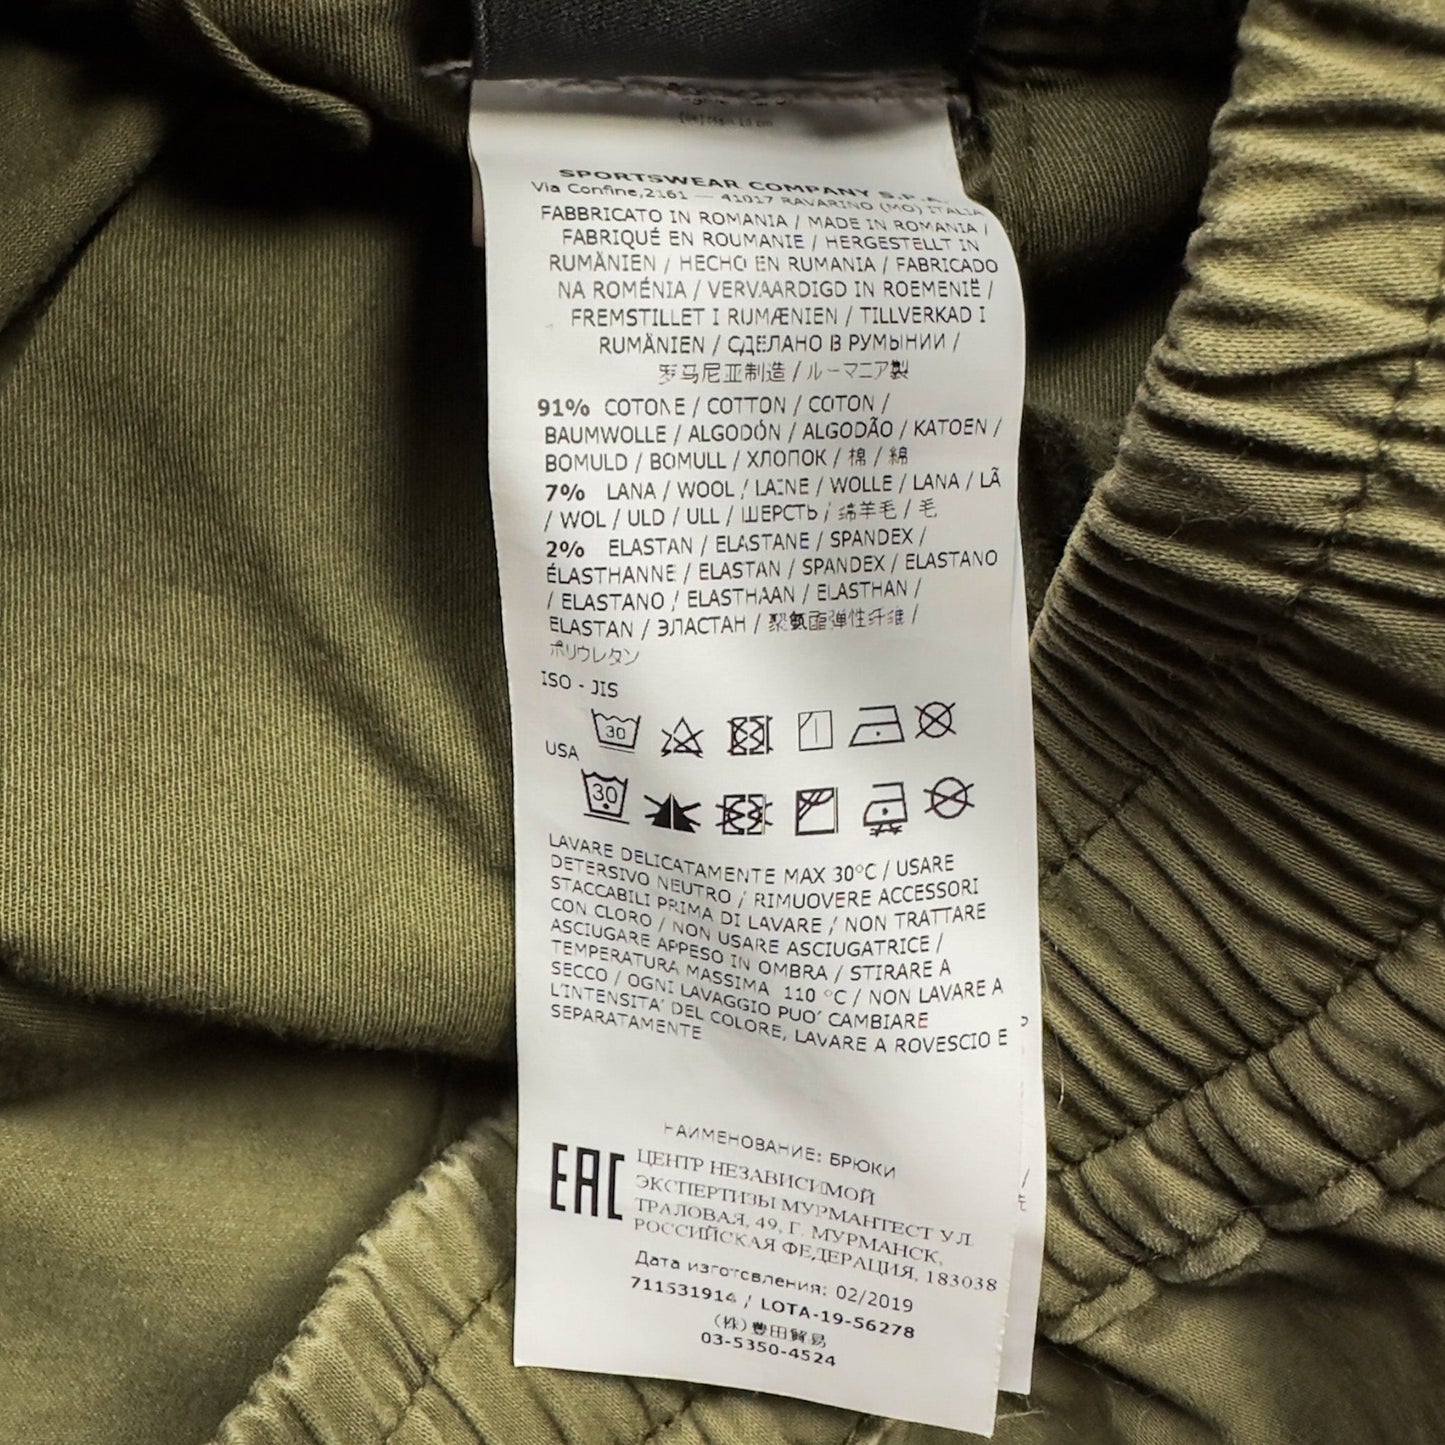 SPORTSWEAR COMPANY S.P.A.
Via Confine,2161 — 41017 RAVARINO (MO) ITALIA
FABBRICATO IN ROMANIA / MADE IN ROMANIA /
FABRIQUÉ EN ROUMANIE / HERGESTELLT IN
RUMÄNIEN / HECHO EN RUMANIA / FABRICADO
NA ROMÉNIA / VERVAARDIGD IN ROEMENIË /
FREMSTILLET I RUMÆNIEN / TILLVERKAD I
RUMÄNIEN / СДЕЛАНО В РУМЫНИИ /
罗马尼亚制造 / ルーマニア製
91% COTONE / COTTON / COTON /
BAUMWOLLE / ALGODÓN / ALGODÃO / KATOEN /
BOMULD / BOMULL / ХЛОПОК / 棉 / 綿
7% LANA / WOOL / LAINE / WOLLE / LANA / LÃ
/ WOL / ULD / ULL / ШЕРСТЬ / 绵羊毛 / 毛
2% ELASTAN / ELASTANE / SPANDEX /
ÉLASTHANNE / ELASTAN / SPANDEX / ELASTANO
/ ELASTANO / ELASTHAAN / ELASTHAN /
ELASTAN / ЭЛАСТАН / 聚氨酯弹性纤维 /
ポリウレタン
ISO - JIS
30
USA
30
LAVARE DELICATAMENTE MAX 30°C / USARE
DETERSIVO NEUTRO / RIMUOVERE ACCESSORI
STACCABILI PRIMA DI LAVARE / NON TRATTARE
CON CLORO / NON USARE ASCIUGATRICE /
ASCIUGARE APPESO IN OMBRA / STIRARE A
TEMPERATURA MASSIMA 110 °C / NON LAVARE A
SECCO / OGNI LAVAGGIO PUO' CAMBIARE
L'INTENSITA' DEL COLORE, LAVARE A ROVESCIO E
SEPARATAMENTE
НАИМЕНОВАНИЕ: БРЮКИ
EAC
ЦЕНТР НЕЗАВИСИМОЙ
ЭКСПЕРТИЗЫ МУРМАНТЕСТ УЛ.
ТРАЛОВАЯ, 49, Г. МУРМАНСК,
РОССИЙСКАЯ ФЕДЕРАЦИЯ, 183038
Дата изготовления: 02/2019
711531914 / LOTA-19-56278
(株)豊田貿易
03-5350-4524